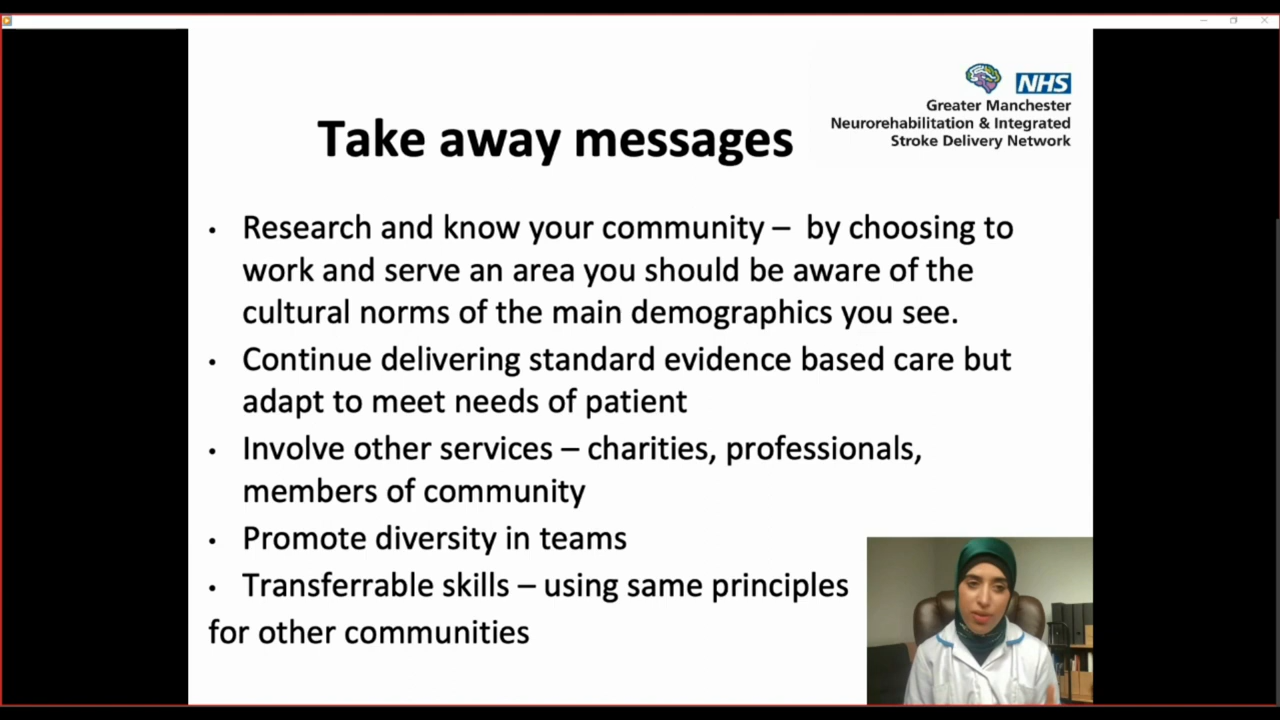 NHS
Greater Manchester
Neurorehabilitation & Integrated
Stroke Delivery Network
Take away messages
• Research and know your community – by choosing to
work and serve an area you should be aware of the
cultural norms of the main demographics you see.
• Continue delivering standard evidence based care but
adapt to meet needs of patient
• Involve other services – charities, professionals,
members of community
• Promote diversity in teams
• Transferrable skills – using same principles
for other communities